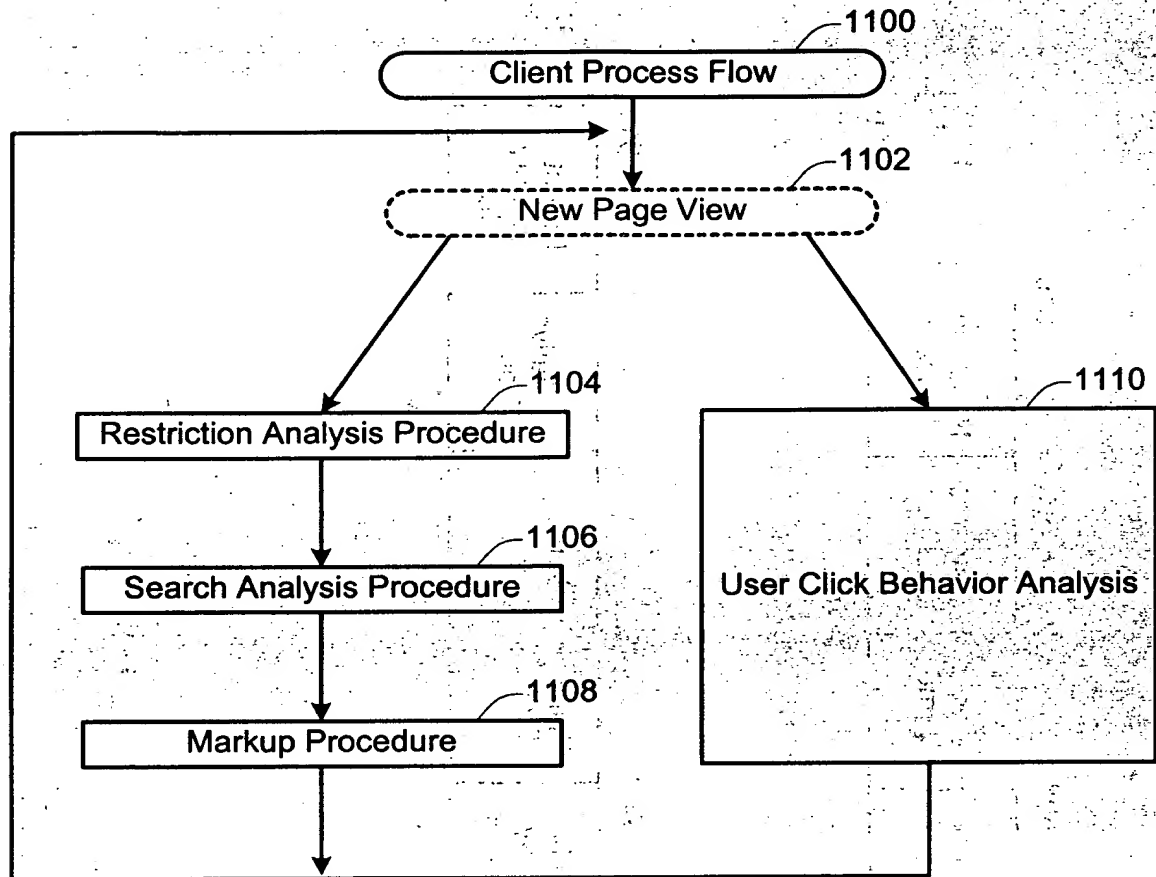 1100
Client Process Flow
1102
New Page View
1104
Restriction Analysis Procedure
1110
1106
Search Analysis Procedure
User Click Behavior Analysis
1108
Markup Procedure